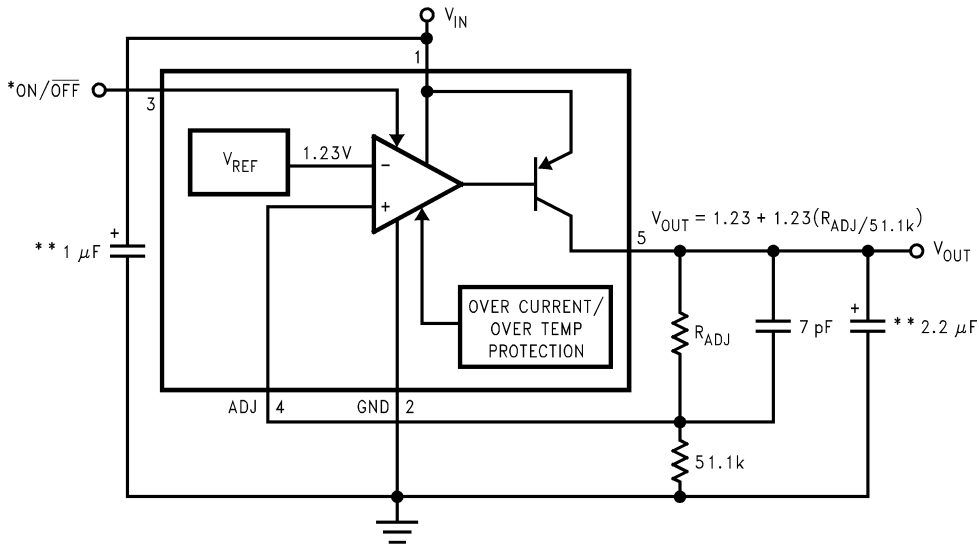 V_IN
1
*ON/O̅F̅F̅
3
V_REF
1.23V
−
+
V_OUT = 1.23 + 1.23(R_ADJ/51.1k)
5
V_OUT
+
** 1 μF
OVER CURRENT/
OVER TEMP
PROTECTION
R_ADJ
7 pF
+
** 2.2 μF
ADJ 4
GND 2
51.1k